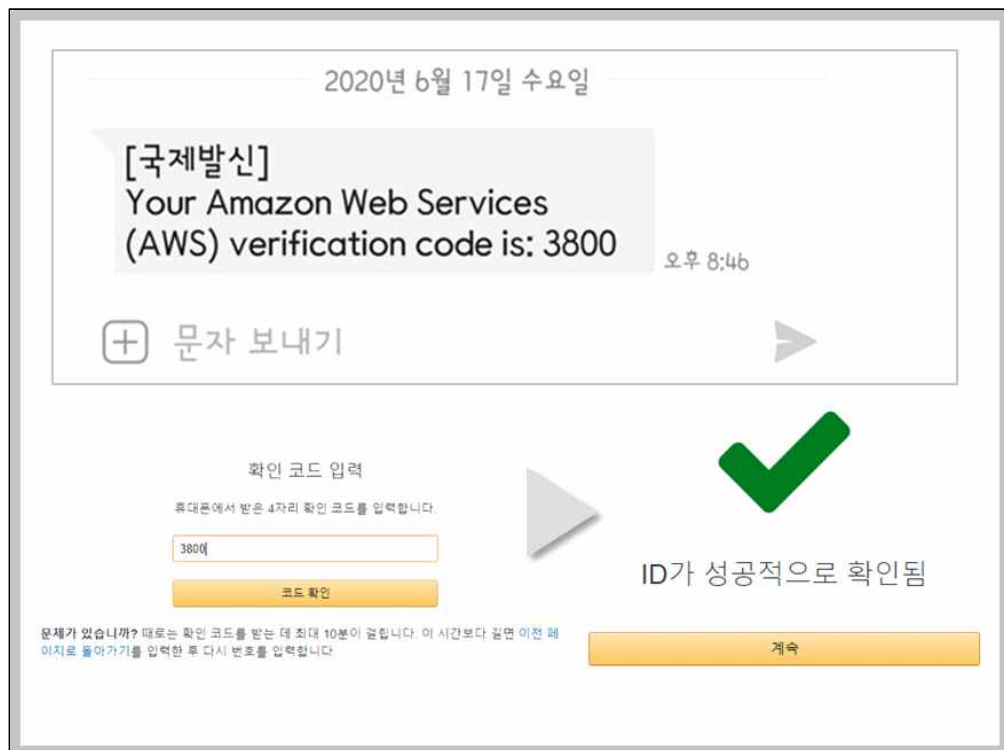 2020년 6월 17일 수요일
[국제발신]
Your Amazon Web Services
(AWS) verification code is: 3800
오후 8:46
문자 보내기
확인 코드 입력
휴대폰에서 받은 4자리 확인 코드를 입력합니다.
3800
코드 확인
문제가 있습니까? 때로는 확인 코드를 받는 데 최대 10분이 걸립니다. 이 시간보다 길면 이전 페
이지로 돌아가기를 입력한 후 다시 번호를 입력합니다
ID가 성공적으로 확인됨
계속